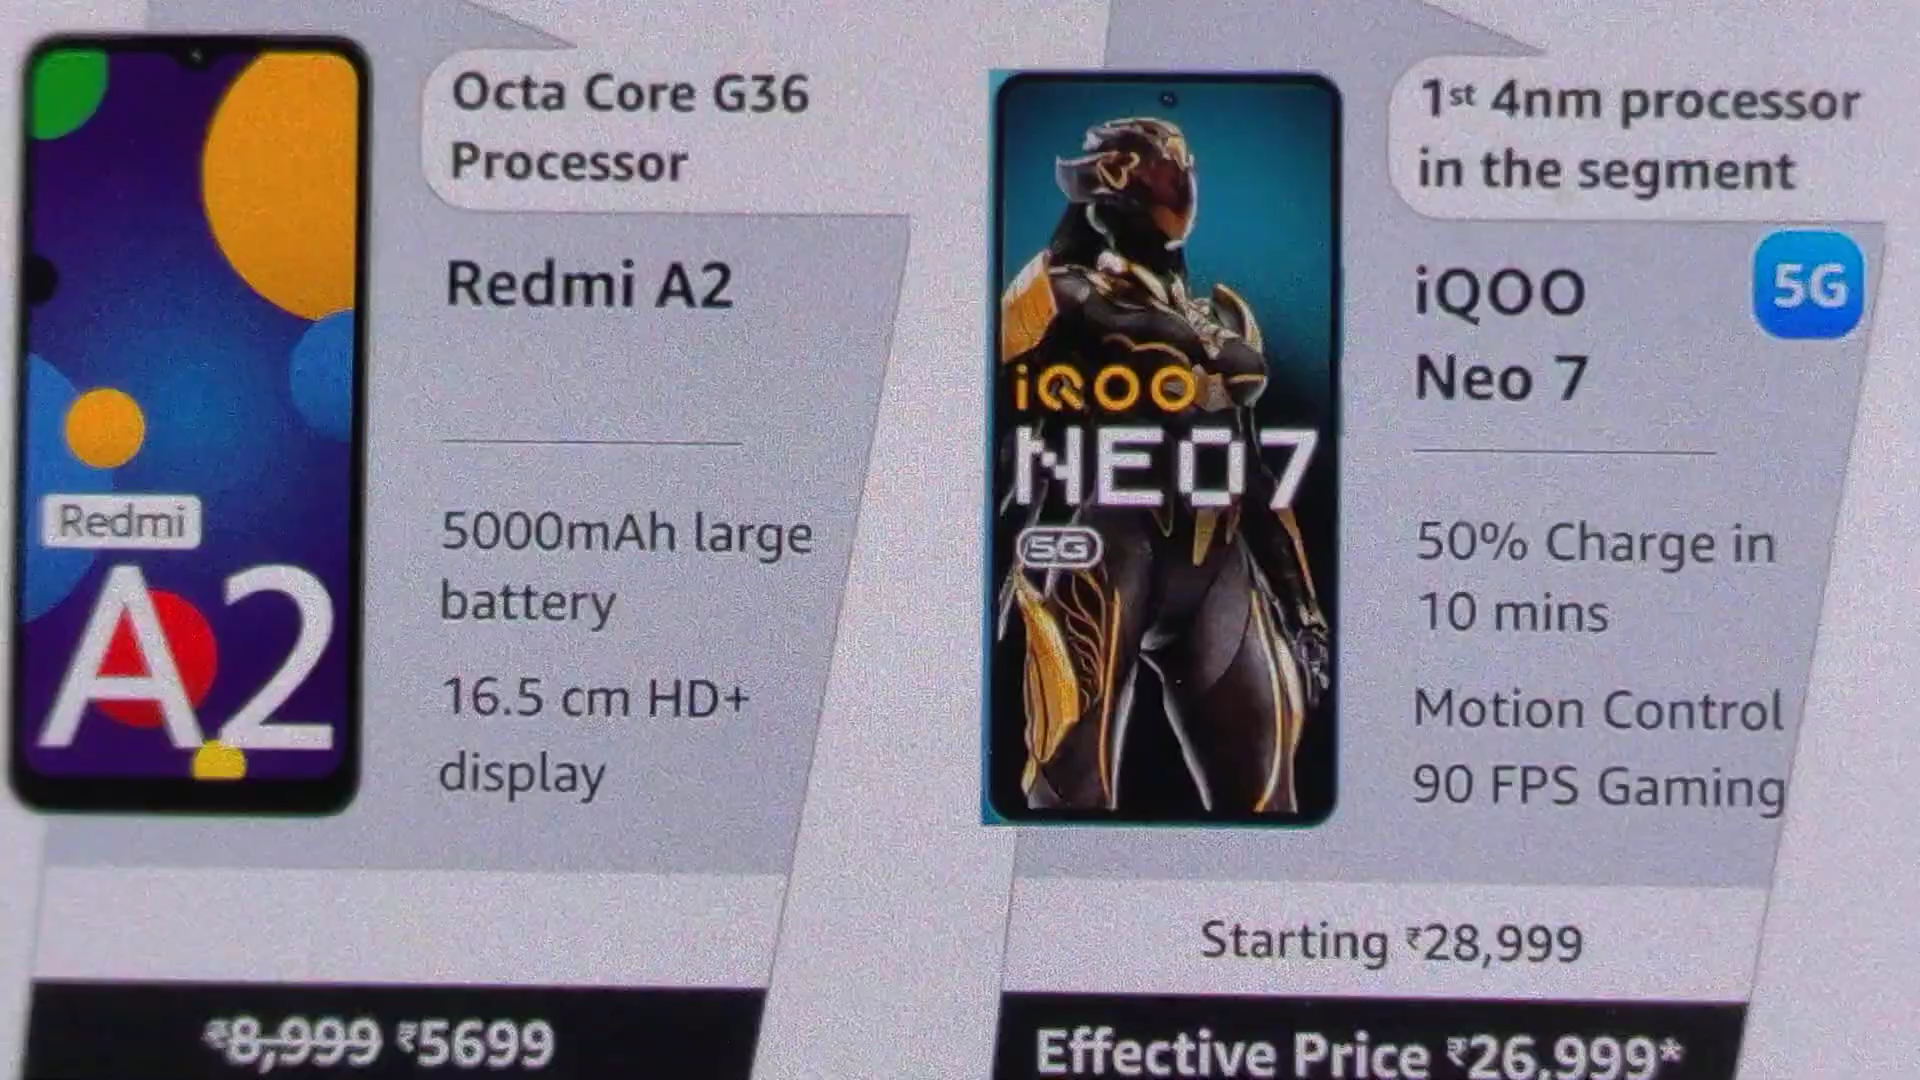 Octa Core G36
Processor
Redmi A2
5000mAh large
battery
16.5 cm HD+
display
Redmi
A2
₹8,999 ₹5699
1st 4nm processor
in the segment
iQOO
Neo 7
5G
50% Charge in
10 mins
Motion Control
90 FPS Gaming
iQOO
NEO7
5G
Starting ₹28,999
Effective Price ₹26,999*